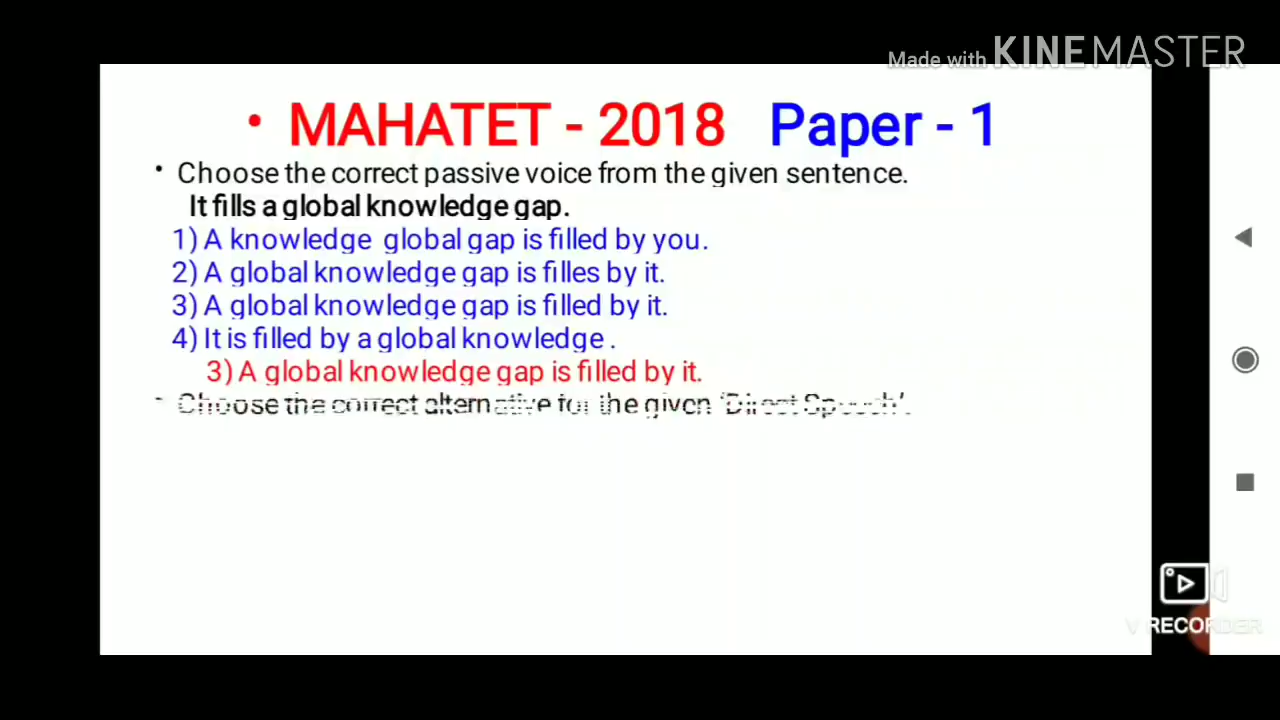 Made with KINEMASTER
• MAHATET - 2018 Paper - 1
• Choose the correct passive voice from the given sentence.
It fills a global knowledge gap.
1) A knowledge global gap is filled by you.
2) A global knowledge gap is filles by it.
3) A global knowledge gap is filled by it.
4) It is filled by a global knowledge .
3) A global knowledge gap is filled by it.
• Choose the correct alternative for the given ‘Direct Speech’.
V RECORDER